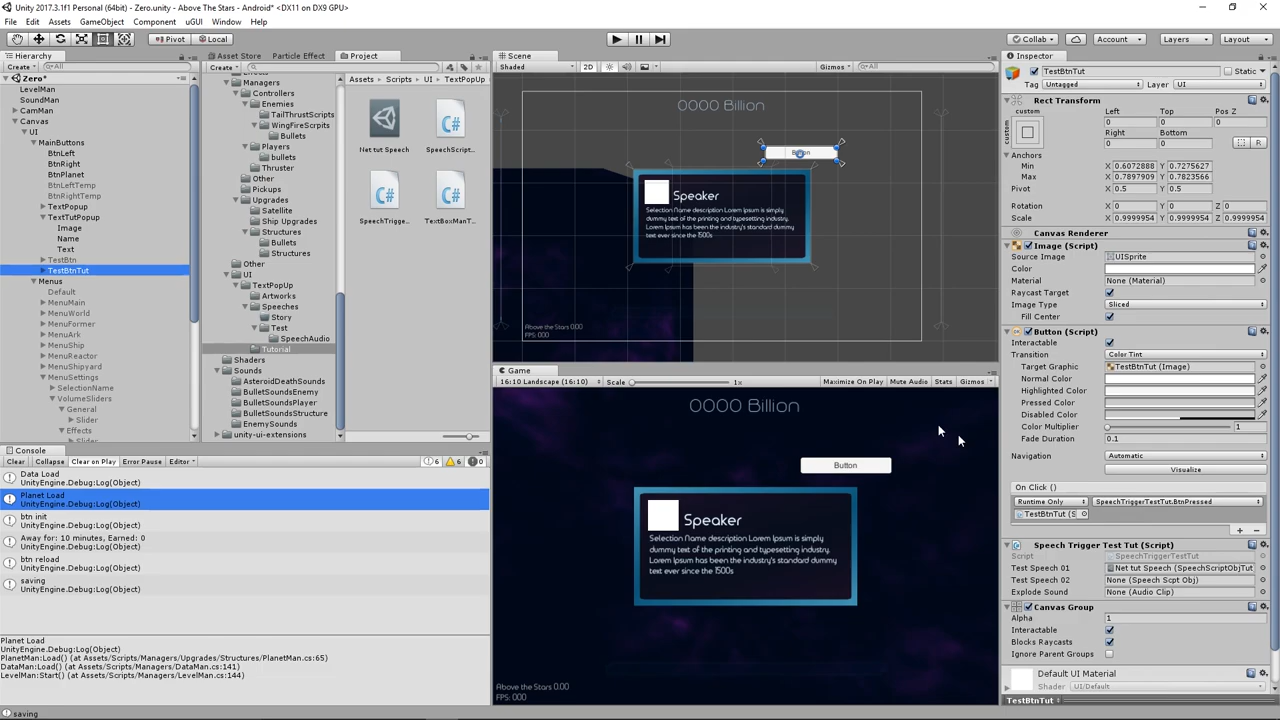 Unity 2017.3.1f1 Personal (64bit) - Zero.unity - Above The Stars - Android* <DX11 on DX9 GPU>
File Edit Assets GameObject Component uGUI Window Help
Pivot Local Collab Account Layers Layout
Hierarchy
Create All
Zero*
LevelMan
SoundMan
CamMan
Canvas
UI
MainButtons
BtnLeft
BtnRight
BtnPlanet
BtnLeftTemp
BtnRightTemp
TextPopup
TextTutPopup
Image
Name
Text
TestBtn
TestBtnTut
Menus
Default
MenuMain
MenuWorld
MenuFormer
MenuArk
MenuShip
MenuReactor
MenuShipyard
MenuSettings
SelectionName
VolumeSliders
General
Slider
Effects
Slider
Asset Store Particle Effect Project
Create
Managers
Controllers
Enemies
TailThrustScripts
WingFireScrpits
Bullets
Players
bullets
Thruster
Other
Pickups
Upgrades
Satellite
Ship Upgrades
Structures
Bullets
Structures
Other
UI
TextPopUp
Artworks
Speeches
Story
Test
SpeechAudio
Tutorial
Shaders
Sounds
AsteroidDeathSounds
BulletSoundsEnemy
BulletSoundsPlayer
BulletSoundsStructure
EnemySounds
unity-ui-extensions
Assets Scripts UI TextPopUp
Net tut Speech SpeechScript...
SpeechTrigge... TextBoxManT...
Scene
Shaded 2D Gizmos All
0000 Billion
Button
Speaker
Selection Name description Lorem Ipsum is simply
dummy text of the printing and typesetting industry.
Lorem Ipsum has been the industry's standard dummy
text ever since the 1500s
Above the Stars 0.00
FPS: 000
Game
16:10 Landscape (16:10) Scale 1x Maximize On Play Mute Audio Stats Gizmos
0000 Billion
Button
Speaker
Selection Name description Lorem Ipsum is simply
dummy text of the printing and typesetting industry.
Lorem Ipsum has been the industry's standard dummy
text ever since the 1500s
Above the Stars 0.00
FPS: 000
Inspector
TestBtnTut Static
Tag Untagged Layer UI
Rect Transform
custom Left Top Pos Z
custom 0 0 0
Right Bottom
0 0 R
Anchors
Min X 0.6072888 Y 0.7275627
Max X 0.7897909 Y 0.7823566
Pivot X 0.5 Y 0.5
Rotation X 0 Y 0 Z 0
Scale X 0.9999954 Y 0.9999954 Z 0.9999954
Canvas Renderer
Image (Script)
Source Image UISprite
Color
Material None (Material)
Raycast Target
Image Type Sliced
Fill Center
Button (Script)
Interactable
Transition Color Tint
Target Graphic TestBtnTut (Image)
Normal Color
Highlighted Color
Pressed Color
Disabled Color
Color Multiplier 1
Fade Duration 0.1
Navigation Automatic
Visualize
On Click ()
Runtime Only SpeechTriggerTestTut.BtnPressed
TestBtnTut (S
Speech Trigger Test Tut (Script)
Script SpeechTriggerTestTut
Test Speech 01 Net tut Speech (SpeechScriptObjTut
Test Speech 02 None (Speech Scpt Obj)
Explode Sound None (Audio Clip)
Canvas Group
Alpha 1
Interactable
Blocks Raycasts
Ignore Parent Groups
Default UI Material
Shader UI/Default
TestBtnTut
Console
Clear Collapse Clear on Play Error Pause Editor 6 6 0
Data Load
UnityEngine.Debug:Log(Object)
Planet Load
UnityEngine.Debug:Log(Object)
btn init
UnityEngine.Debug:Log(Object)
Away for: 10 minutes, Earned: 0
UnityEngine.Debug:Log(Object)
btn reload
UnityEngine.Debug:Log(Object)
saving
UnityEngine.Debug:Log(Object)
Planet Load
UnityEngine.Debug:Log(Object)
PlanetMan:Load() (at Assets/Scripts/Managers/Upgrades/Structures/PlanetMan.cs:65)
DataMan:Load() (at Assets/Scripts/Managers/DataMan.cs:141)
LevelMan:Start() (at Assets/Scripts/Managers/LevelMan.cs:144)
saving